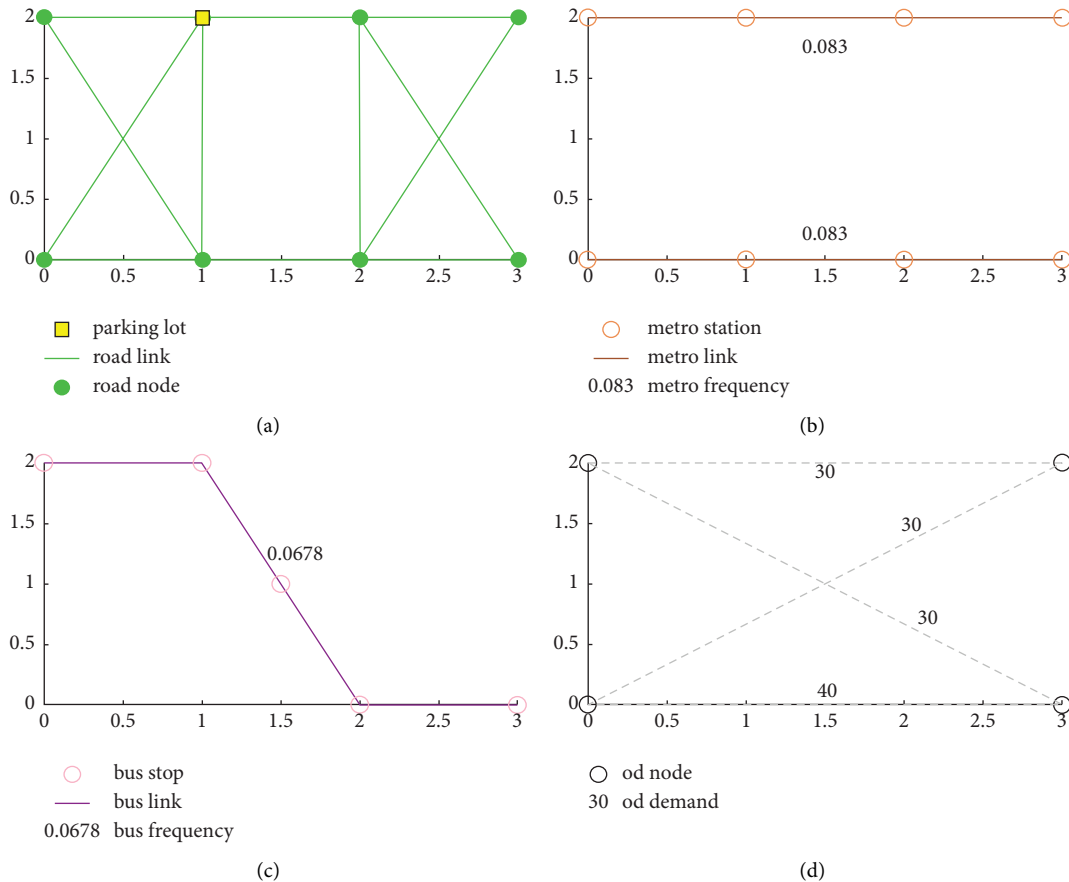 2
1.5
1
0.5
0
0 0.5 1 1.5 2 2.5 3
parking lot
road link
road node
(a)
2
0.083
1.5
1
0.5
0.083
0
0 0.5 1 1.5 2 2.5 3
metro station
metro link
0.083 metro frequency
(b)
2
1.5
0.0678
1
0.5
0
0 0.5 1 1.5 2 2.5 3
bus stop
bus link
0.0678 bus frequency
(c)
2
30
1.5
30
1
30
0.5
40
0
0 0.5 1 1.5 2 2.5 3
od node
30 od demand
(d)